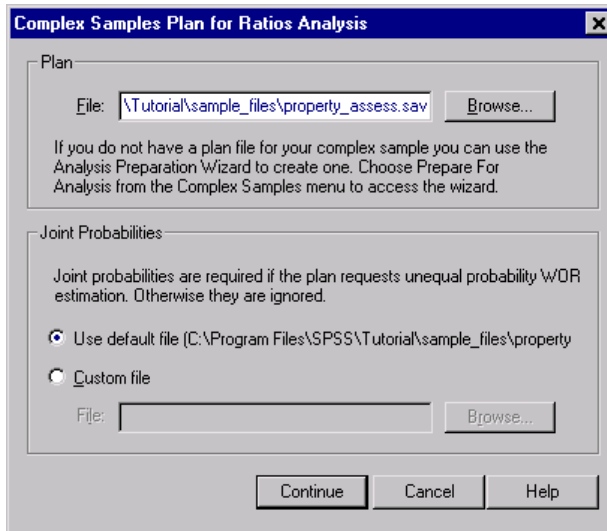 Complex Samples Plan for Ratios Analysis
Plan
File: \Tutorial\sample_files\property_assess.sav Browse...
If you do not have a plan file for your complex sample you can use the
Analysis Preparation Wizard to create one. Choose Prepare For
Analysis from the Complex Samples menu to access the wizard.
Joint Probabilities
Joint probabilities are required if the plan requests unequal probability WOR
estimation. Otherwise they are ignored.
Use default file (C:\Program Files\SPSS\Tutorial\sample_files\property
Custom file
File: Browse...
Continue Cancel Help